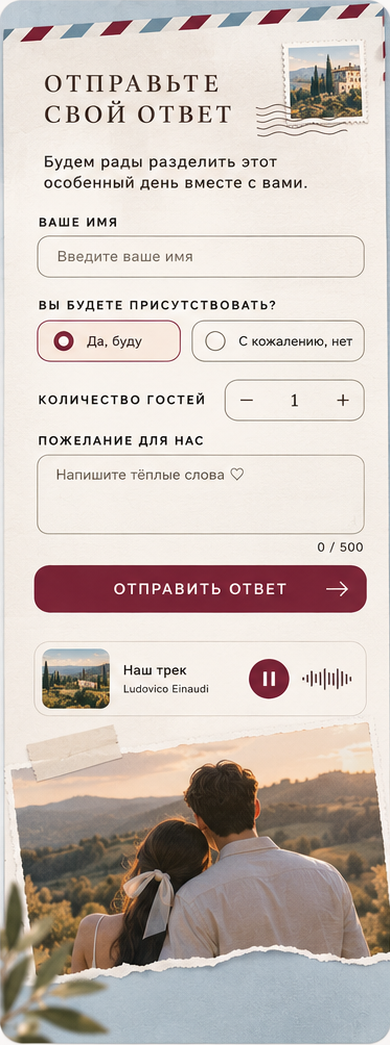 ОТПРАВЬТЕ
СВОЙ ОТВЕТ
Будем рады разделить этот
особенный день вместе с вами.
ВАШЕ ИМЯ
Введите ваше имя
ВЫ БУДЕТЕ ПРИСУТСТВОВАТЬ?
Да, буду
С кожалению, нет
КОЛИЧЕСТВО ГОСТЕЙ
− 1 +
ПОЖЕЛАНИЕ ДЛЯ НАС
Напишите тёплые слова ♡
0 / 500
ОТПРАВИТЬ ОТВЕТ →
Наш трек
Ludovico Einaudi